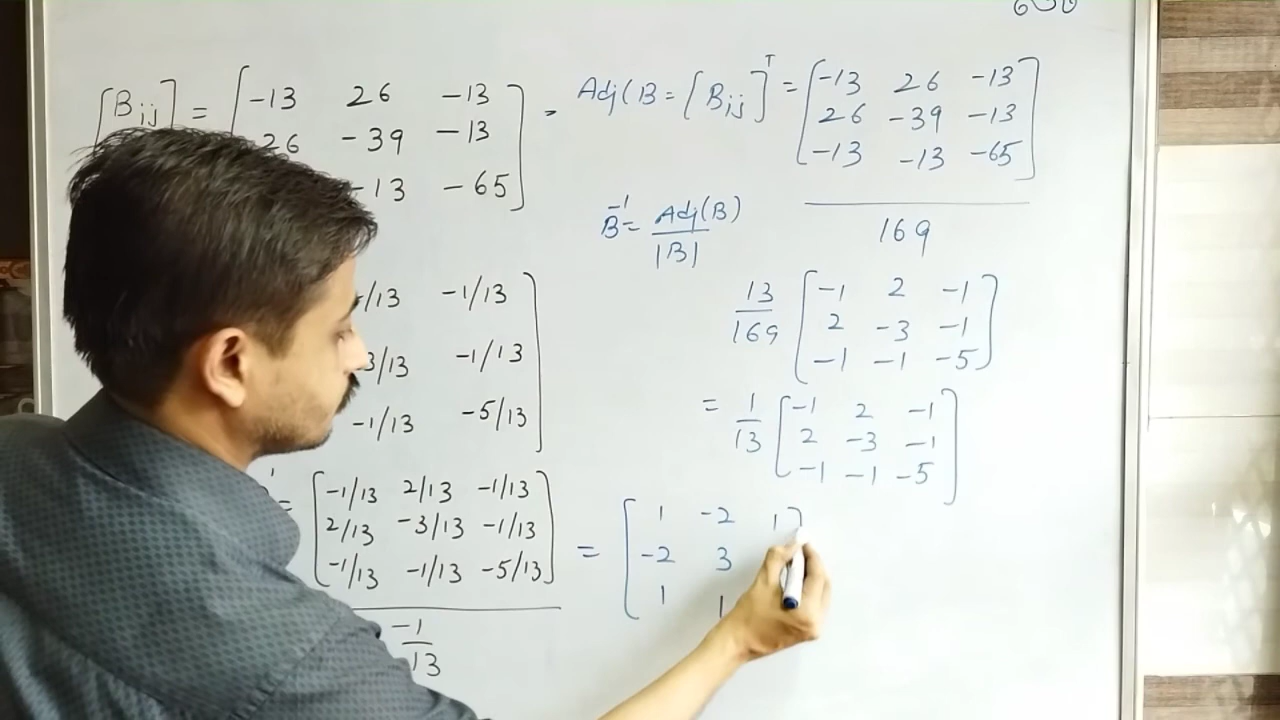 630
[Bij] = [-13 26 -13
26 -39 -13
-13 -65]
- Adj(B = [Bij]ᵀ = [-13 26 -13
26 -39 -13
-13 -13 -65]
169
B⁻¹ = Adj(B)
|B|
13/169 [-1 2 -1
2 -3 -1
-1 -1 -5]
= 1/13 [-1 2 -1
2 -3 -1
-1 -1 -5]
/13 -1/13
3/13 -1/13
-1/13 -5/13]
= [-1/13 2/13 -1/13
2/13 -3/13 -1/13
-1/13 -1/13 -5/13]
-1
13
= [1 -2 1]
-2 3
1 1